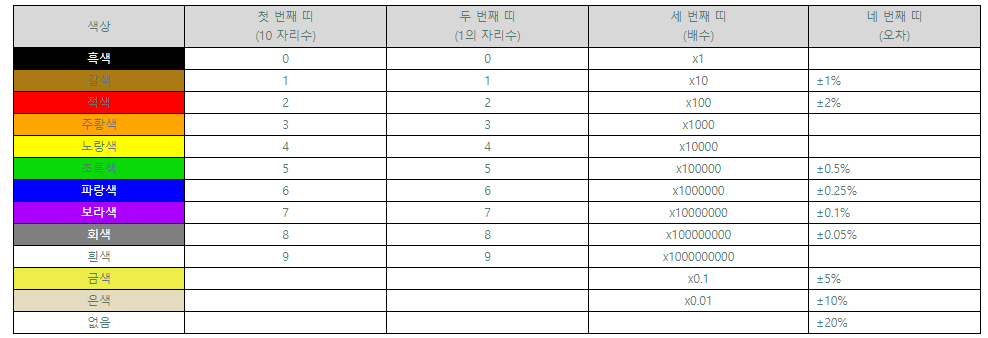 색상 첫 번째 띠 (10 자리수) 두 번째 띠 (1의 자리수) 세 번째 띠 (배수) 네 번째 띠 (오차)
흑색 0 0 x1
갈색 1 1 x10 ±1%
적색 2 2 x100 ±2%
주황색 3 3 x1000
노랑색 4 4 x10000
초록색 5 5 x100000 ±0.5%
파랑색 6 6 x1000000 ±0.25%
보라색 7 7 x10000000 ±0.1%
회색 8 8 x100000000 ±0.05%
흰색 9 9 x1000000000
금색 x0.1 ±5%
은색 x0.01 ±10%
없음 ±20%